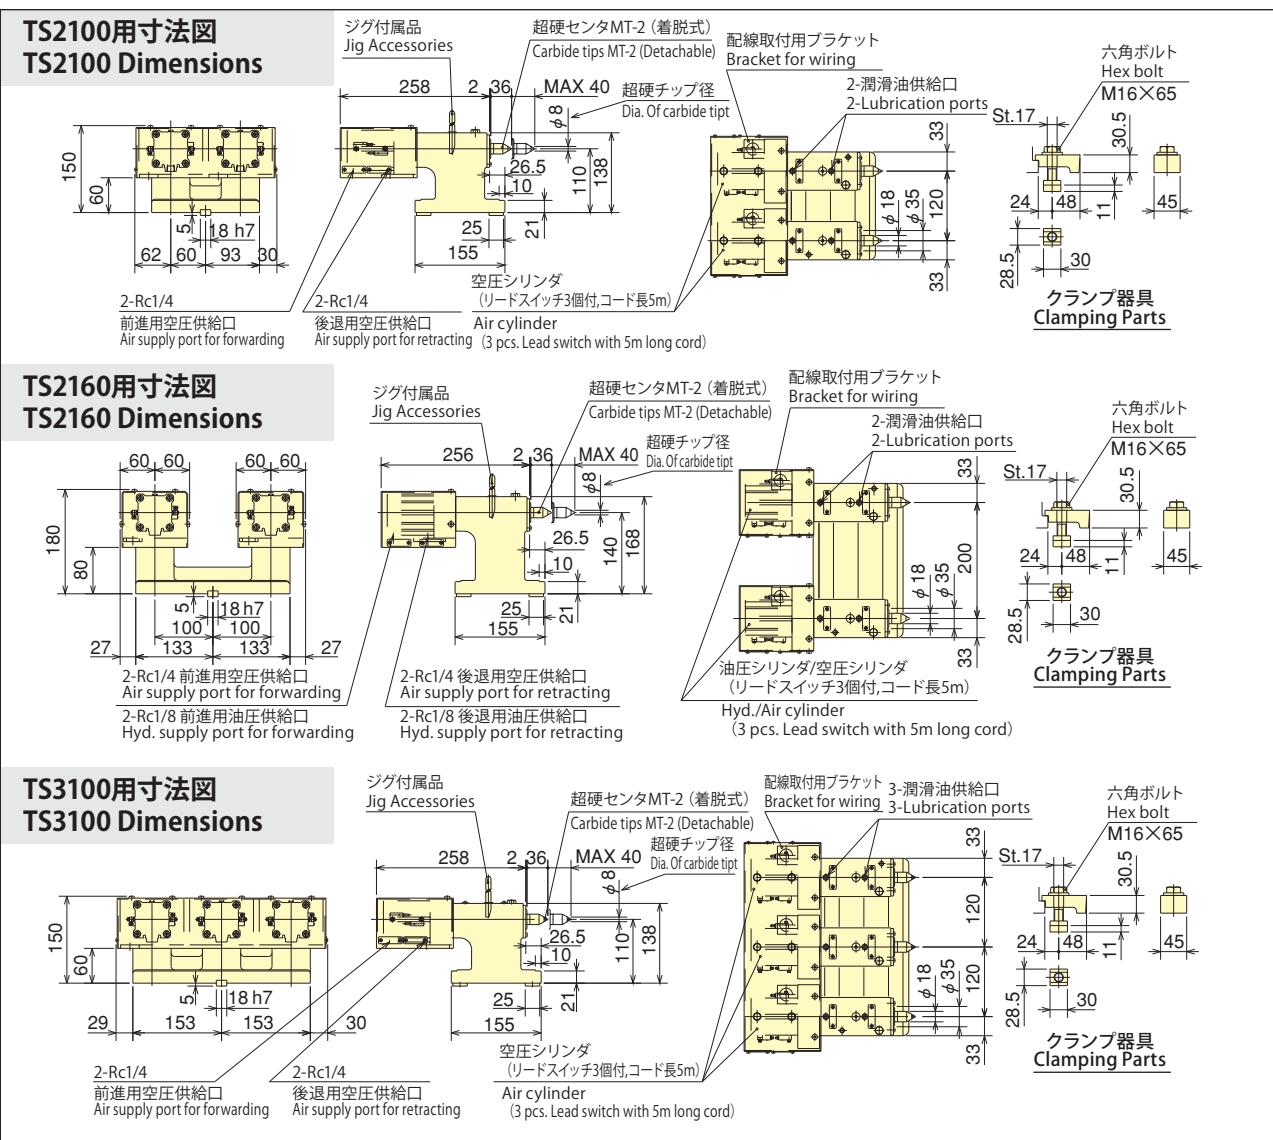 TS2100用寸法図
TS2100 Dimensions
ジグ付属品
Jig Accessories
超硬センタMT-2（着脱式）
Carbide tips MT-2 (Detachable)
配線取付用ブラケット
Bracket for wiring
六角ボルト
Hex bolt
M16×65
258
2
36
MAX 40
超硬チップ径
Dia. Of carbide tipt
2-潤滑油供給口
2-Lubrication ports
φ8
33
St.17
30.5
150
60
26.5
10
110
138
φ18
φ35
120
24
48
11
45
5
18 h7
25
21
62
60
93
30
155
33
28.5
30
2-Rc1/4
前進用空圧供給口
Air supply port for forwarding
2-Rc1/4
後退用空圧供給口
Air supply port for retracting
空圧シリンダ
（リードスイッチ3個付,コード長5m）
Air cylinder
（3 pcs. Lead switch with 5m long cord）
クランプ器具
Clamping Parts
TS2160用寸法図
TS2160 Dimensions
ジグ付属品
Jig Accessories
超硬センタMT-2（着脱式）
Carbide tips MT-2 (Detachable)
配線取付用ブラケット
Bracket for wiring
六角ボルト
Hex bolt
M16×65
超硬チップ径
Dia. Of carbide tipt
2-潤滑油供給口
2-Lubrication ports
60
60
60
60
256
2
36
MAX 40
φ8
33
St.17
30.5
180
80
26.5
10
140
168
φ18
φ35
200
24
48
11
45
5
18 h7
25
21
100
100
155
28.5
30
27
133
133
27
33
2-Rc1/4 前進用空圧供給口
Air supply port for forwarding
2-Rc1/8 前進用油圧供給口
Hyd. supply port for forwarding
2-Rc1/4 後退用空圧供給口
Air supply port for retracting
2-Rc1/8 後退用油圧供給口
Hyd. supply port for retracting
油圧シリンダ/空圧シリンダ
（リードスイッチ3個付,コード長5m）
Hyd./Air cylinder
（3 pcs. Lead switch with 5m long cord）
クランプ器具
Clamping Parts
TS3100用寸法図
TS3100 Dimensions
ジグ付属品
Jig Accessories
超硬センタMT-2（着脱式）
Carbide tips MT-2 (Detachable)
配線取付用ブラケット
Bracket for wiring
3-潤滑油供給口
3-Lubrication ports
六角ボルト
Hex bolt
M16×65
超硬チップ径
Dia. Of carbide tipt
258
2
36
MAX 40
φ8
33
St.17
30.5
150
60
26.5
10
110
138
120
24
48
11
45
5
18 h7
25
21
φ18
φ35
120
28.5
30
29
153
153
30
155
33
2-Rc1/4
前進用空圧供給口
Air supply port for forwarding
2-Rc1/4
後退用空圧供給口
Air supply port for retracting
空圧シリンダ
（リードスイッチ3個付,コード長5m）
Air cylinder
（3 pcs. Lead switch with 5m long cord）
クランプ器具
Clamping Parts